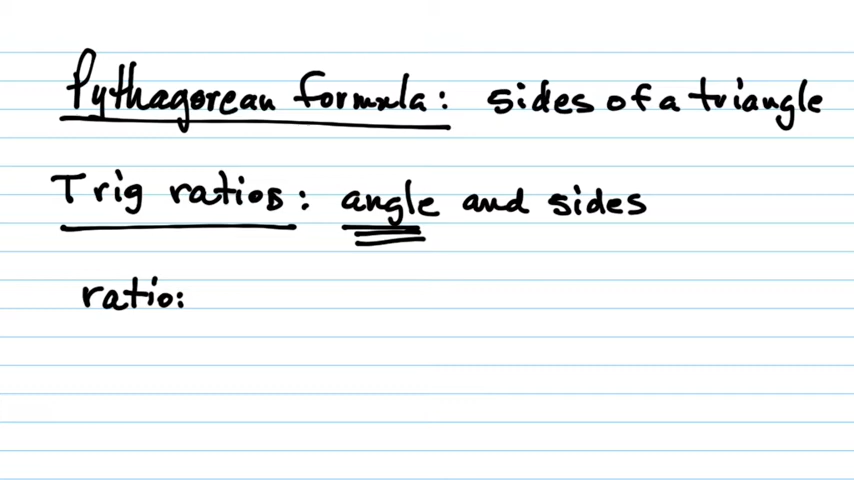 Pythagorean formula: sides of a triangle
Trig ratios: angle and sides
ratio: